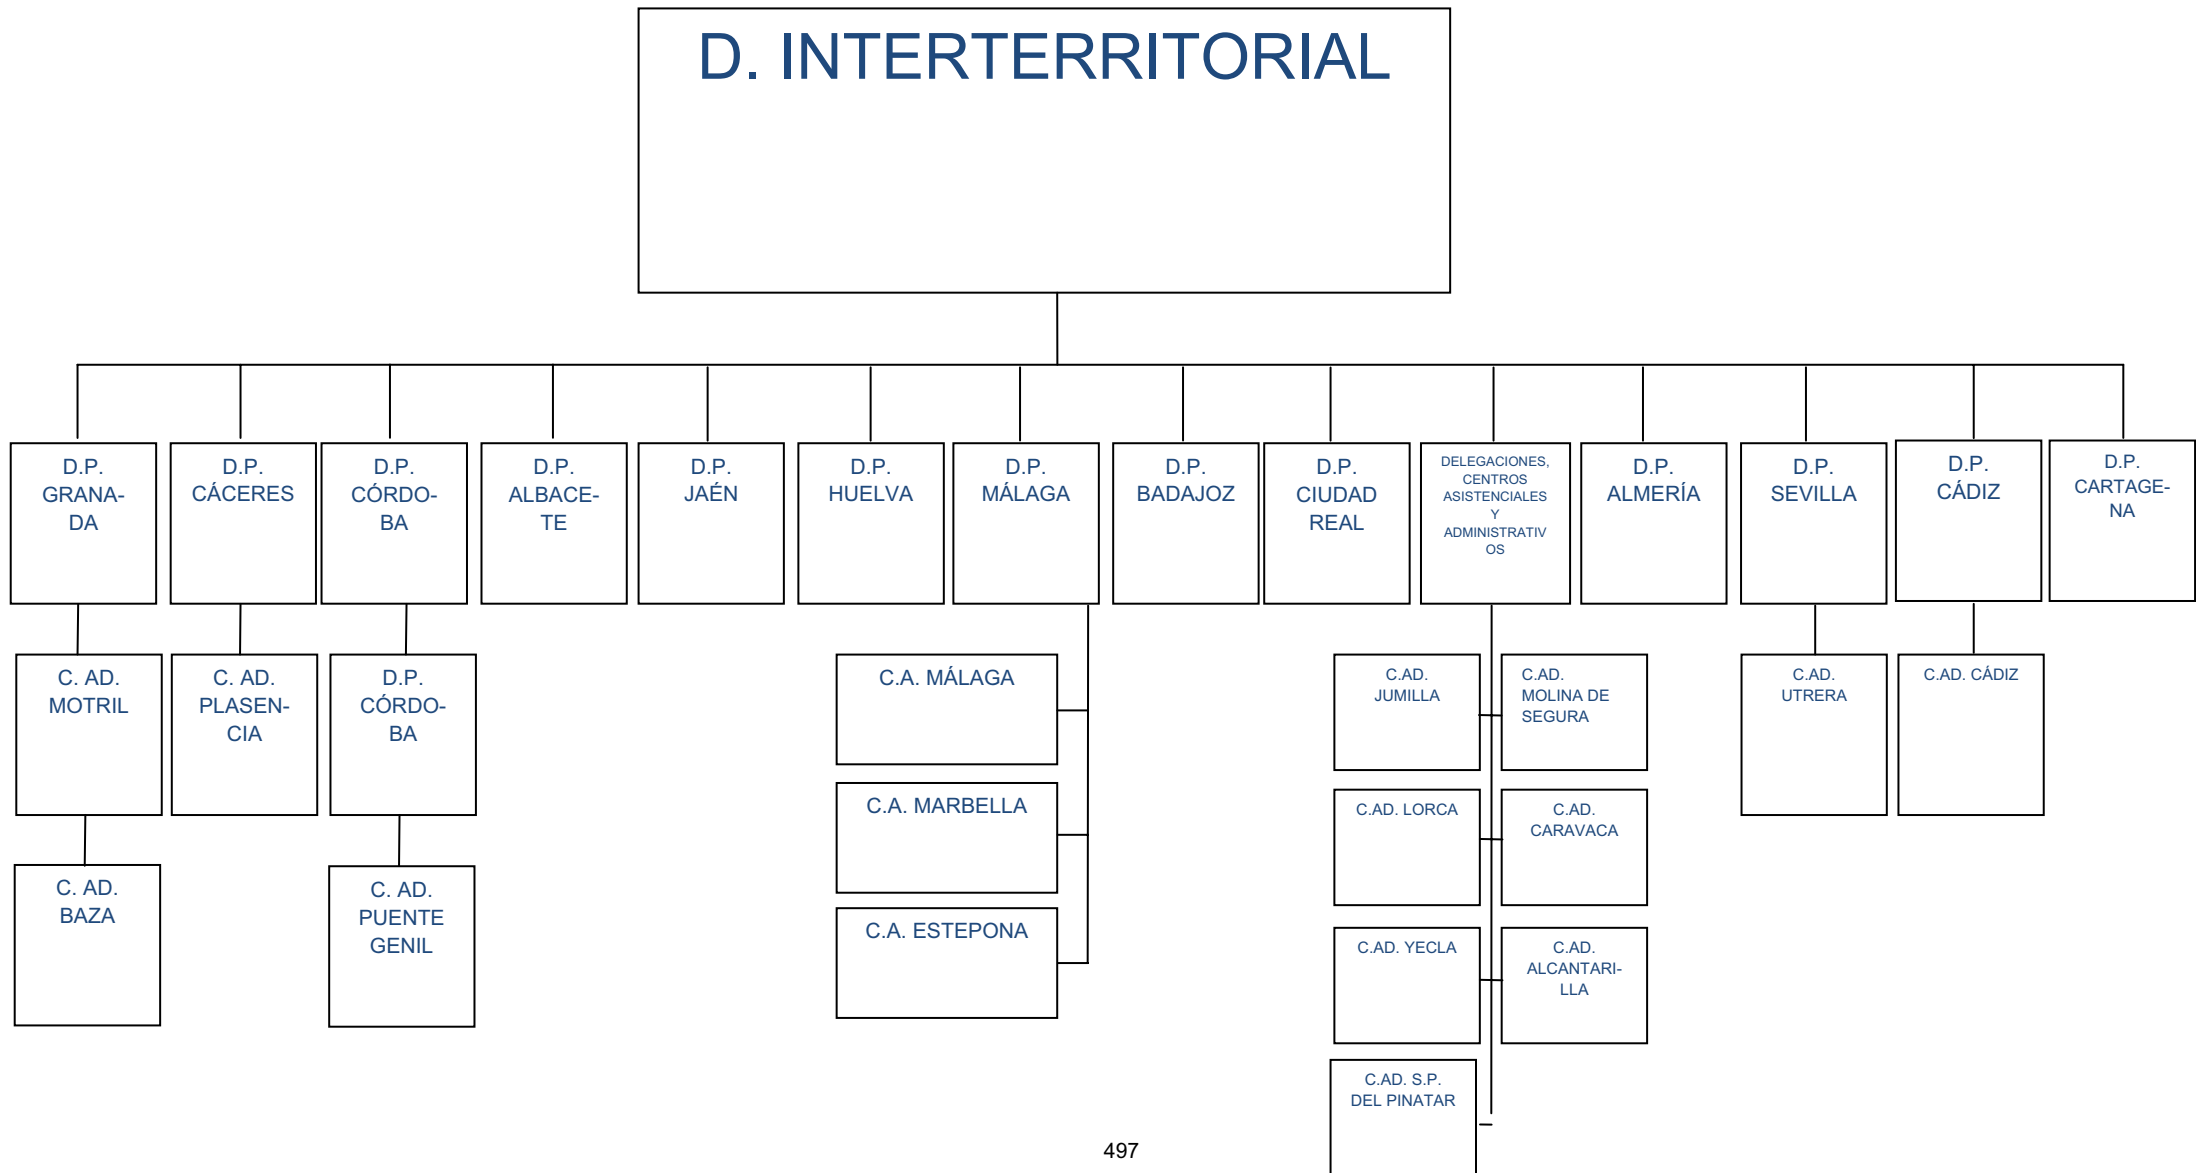 D. INTERTERRITORIAL
D.P.
GRANA-
DA
D.P.
CÁCERES
D.P.
CÓRDO-
BA
D.P.
ALBACE-
TE
D.P.
JAÉN
D.P.
HUELVA
D.P.
MÁLAGA
D.P.
BADAJOZ
D.P.
CIUDAD
REAL
DELEGACIONES,
CENTROS
ASISTENCIALES
Y
ADMINISTRATIV
OS
D.P.
ALMERÍA
D.P.
SEVILLA
D.P.
CÁDIZ
D.P.
CARTAGE-
NA
C. AD.
MOTRIL
C. AD.
PLASEN-
CIA
D.P.
CÓRDO-
BA
C.A. MÁLAGA
C.AD.
JUMILLA
C.AD.
MOLINA DE
SEGURA
C.AD.
UTRERA
C.AD. CÁDIZ
C.A. MARBELLA
C.AD. LORCA
C.AD.
CARAVACA
C. AD.
BAZA
C. AD.
PUENTE
GENIL
C.A. ESTEPONA
C.AD. YECLA
C.AD.
ALCANTARI-
LLA
C.AD. S.P.
DEL PINATAR
497